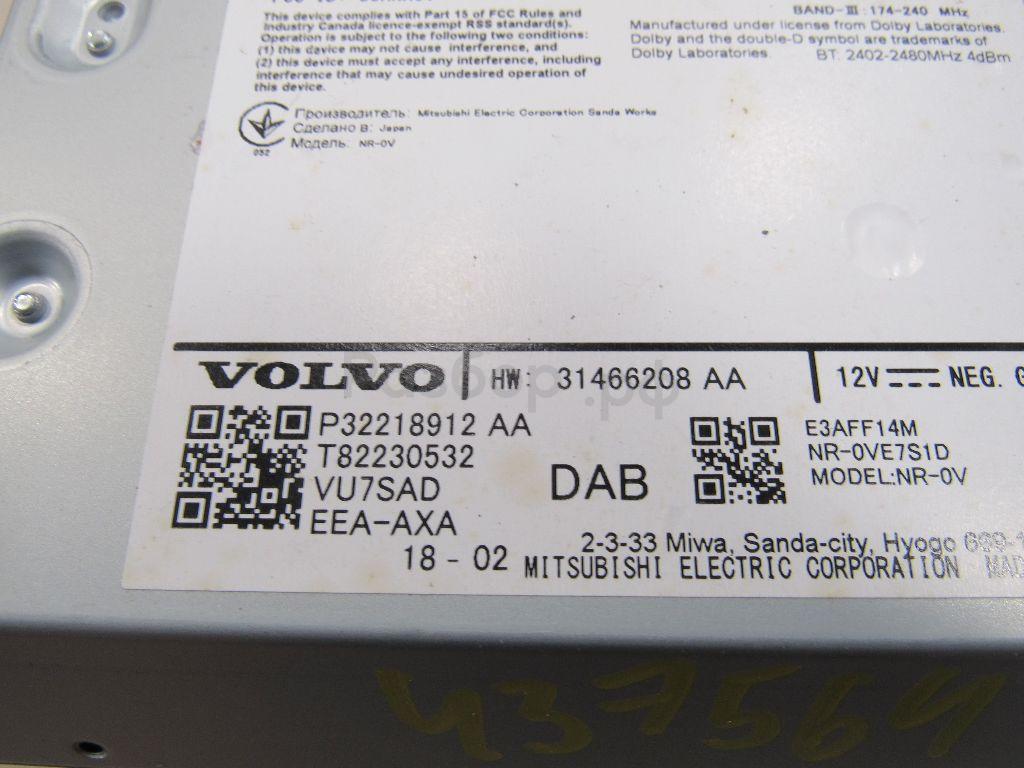 This device complies with Part 15 of FCC Rules and
Industry Canada licence-exempt RSS standard(s).
Operation is subject to the following two conditions:
(1) this device may not cause interference, and
(2) this device must accept any interference, including
interference that may cause undesired operation of
this device.
BAND-III:174-240 MHz
Manufactured under license from Dolby Laboratories.
Dolby and the double-D symbol are trademarks of
Dolby Laboratories. BT: 2402-2480MHz 4dBm
Производитель: Mitsubishi Electric Corporation Sanda Works
Сделано в: Japan
Модель: NR-0V
032
Разбор.рф
VOLVO HW: 31466208 AA 12V NEG.
P32218912 AA
T82230532
VU7SAD
EEA-AXA
18-02
DAB
E3AFF14M
NR-0VE7S1D
MODEL:NR-0V
2-3-33 Miwa, Sanda-city, Hyogo
MITSUBISHI ELECTRIC CORPORATION
437564